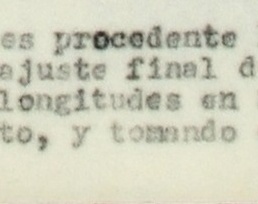 es procedente
ajuste final d
longitudes en
to, y tomando